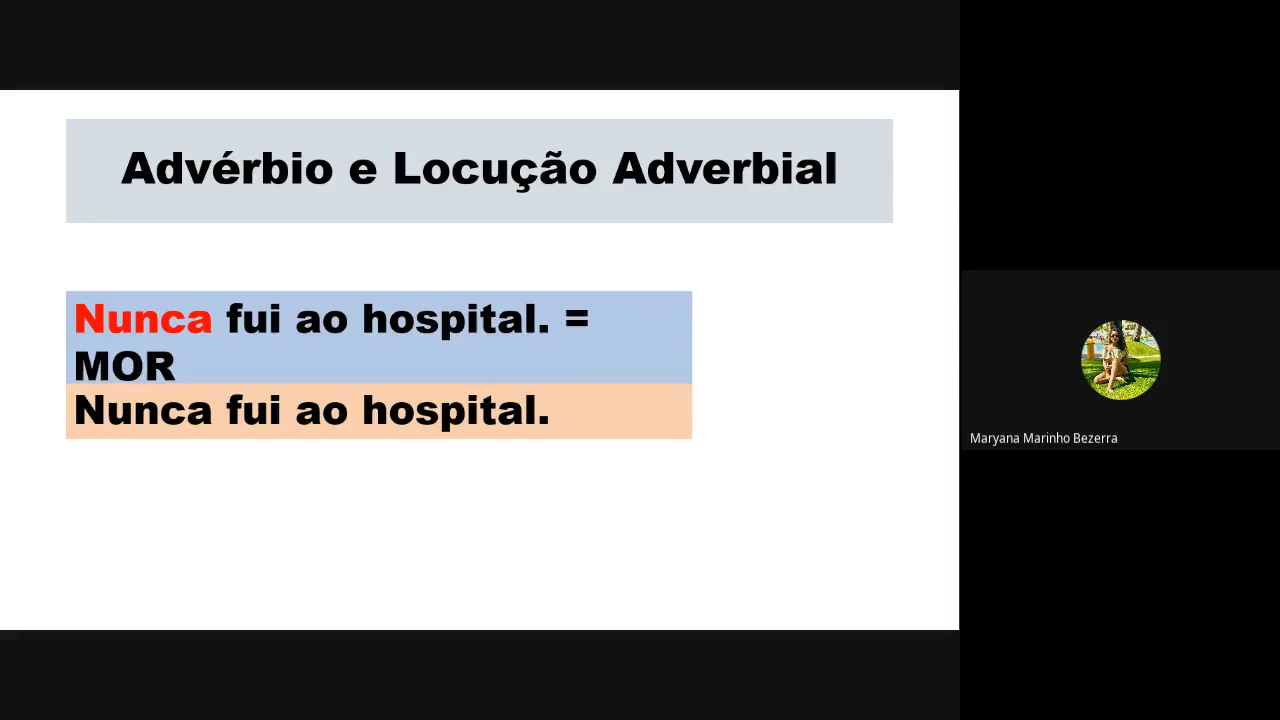 Advérbio e Locução Adverbial
Nunca fui ao hospital. =
MOR
Nunca fui ao hospital.
Maryana Marinho Bezerra